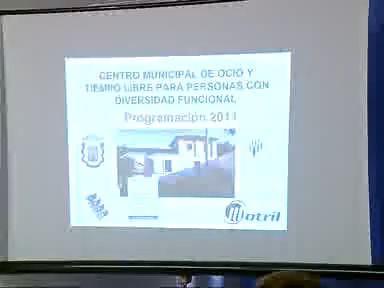 CENTRO MUNICIPAL DE OCIO Y
TIEMPO LIBRE PARA PERSONAS CON
DIVERSIDAD FUNCIONAL
Programación 2011
Motril